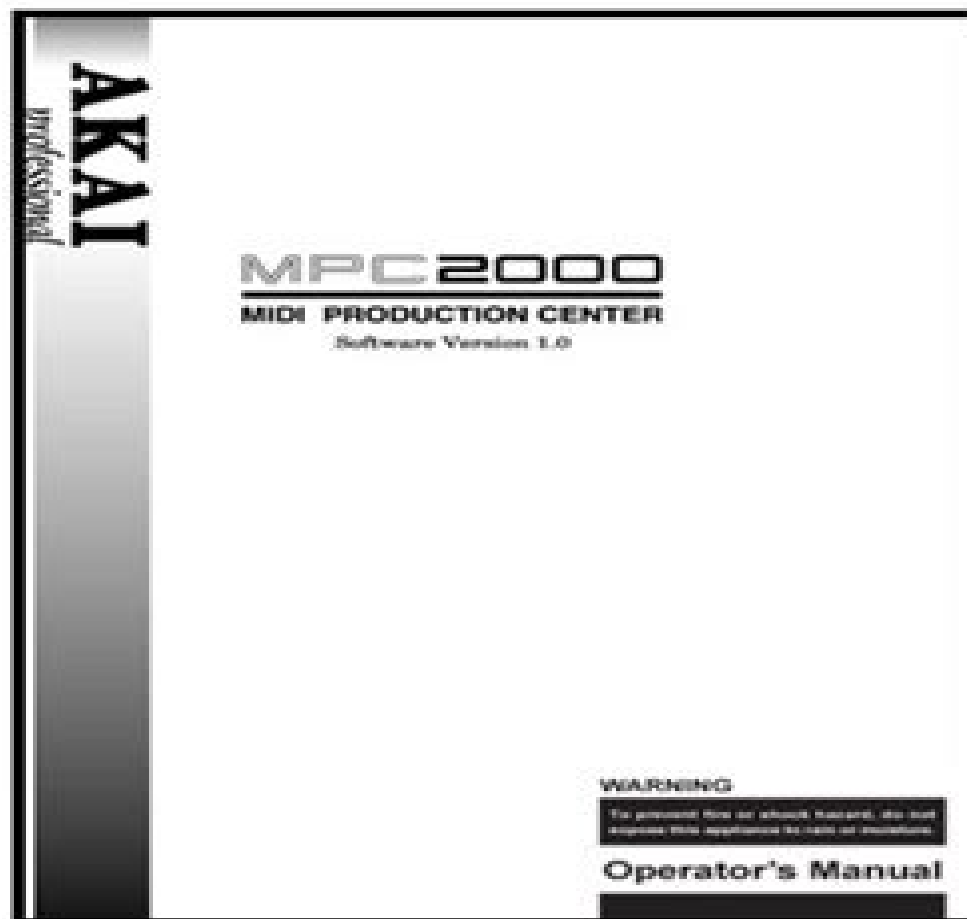 AKAI
professional
MPC2000
MIDI PRODUCTION CENTER
Software Version 1.0
WARNING
To prevent fire or shock hazard, do not
expose this appliance to rain or moisture.
Operator's Manual